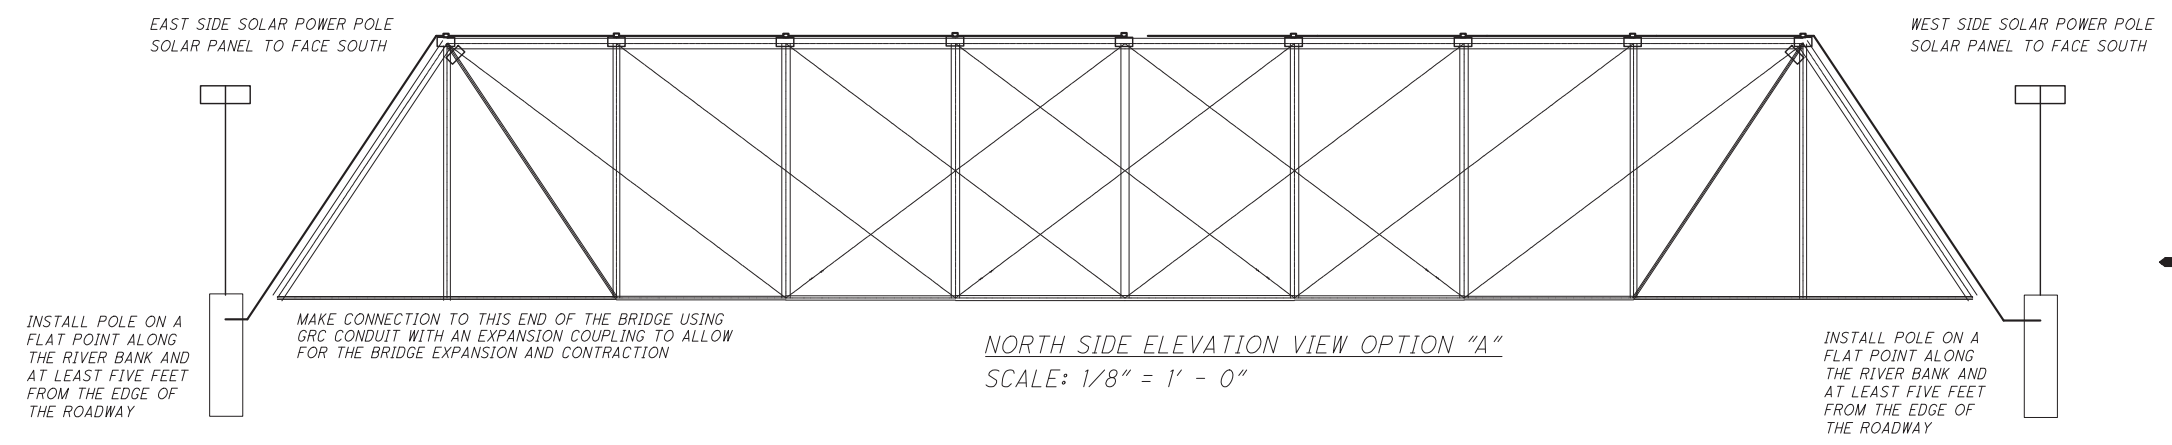 EAST SIDE SOLAR POWER POLE
SOLAR PANEL TO FACE SOUTH
WEST SIDE SOLAR POWER POLE
SOLAR PANEL TO FACE SOUTH
INSTALL POLE ON A
FLAT POINT ALONG
THE RIVER BANK AND
AT LEAST FIVE FEET
FROM THE EDGE OF
THE ROADWAY
MAKE CONNECTION TO THIS END OF THE BRIDGE USING
GRC CONDUIT WITH AN EXPANSION COUPLING TO ALLOW
FOR THE BRIDGE EXPANSION AND CONTRACTION
NORTH SIDE ELEVATION VIEW OPTION "A"
SCALE: 1/8" = 1' - 0"
INSTALL POLE ON A
FLAT POINT ALONG
THE RIVER BANK AND
AT LEAST FIVE FEET
FROM THE EDGE OF
THE ROADWAY